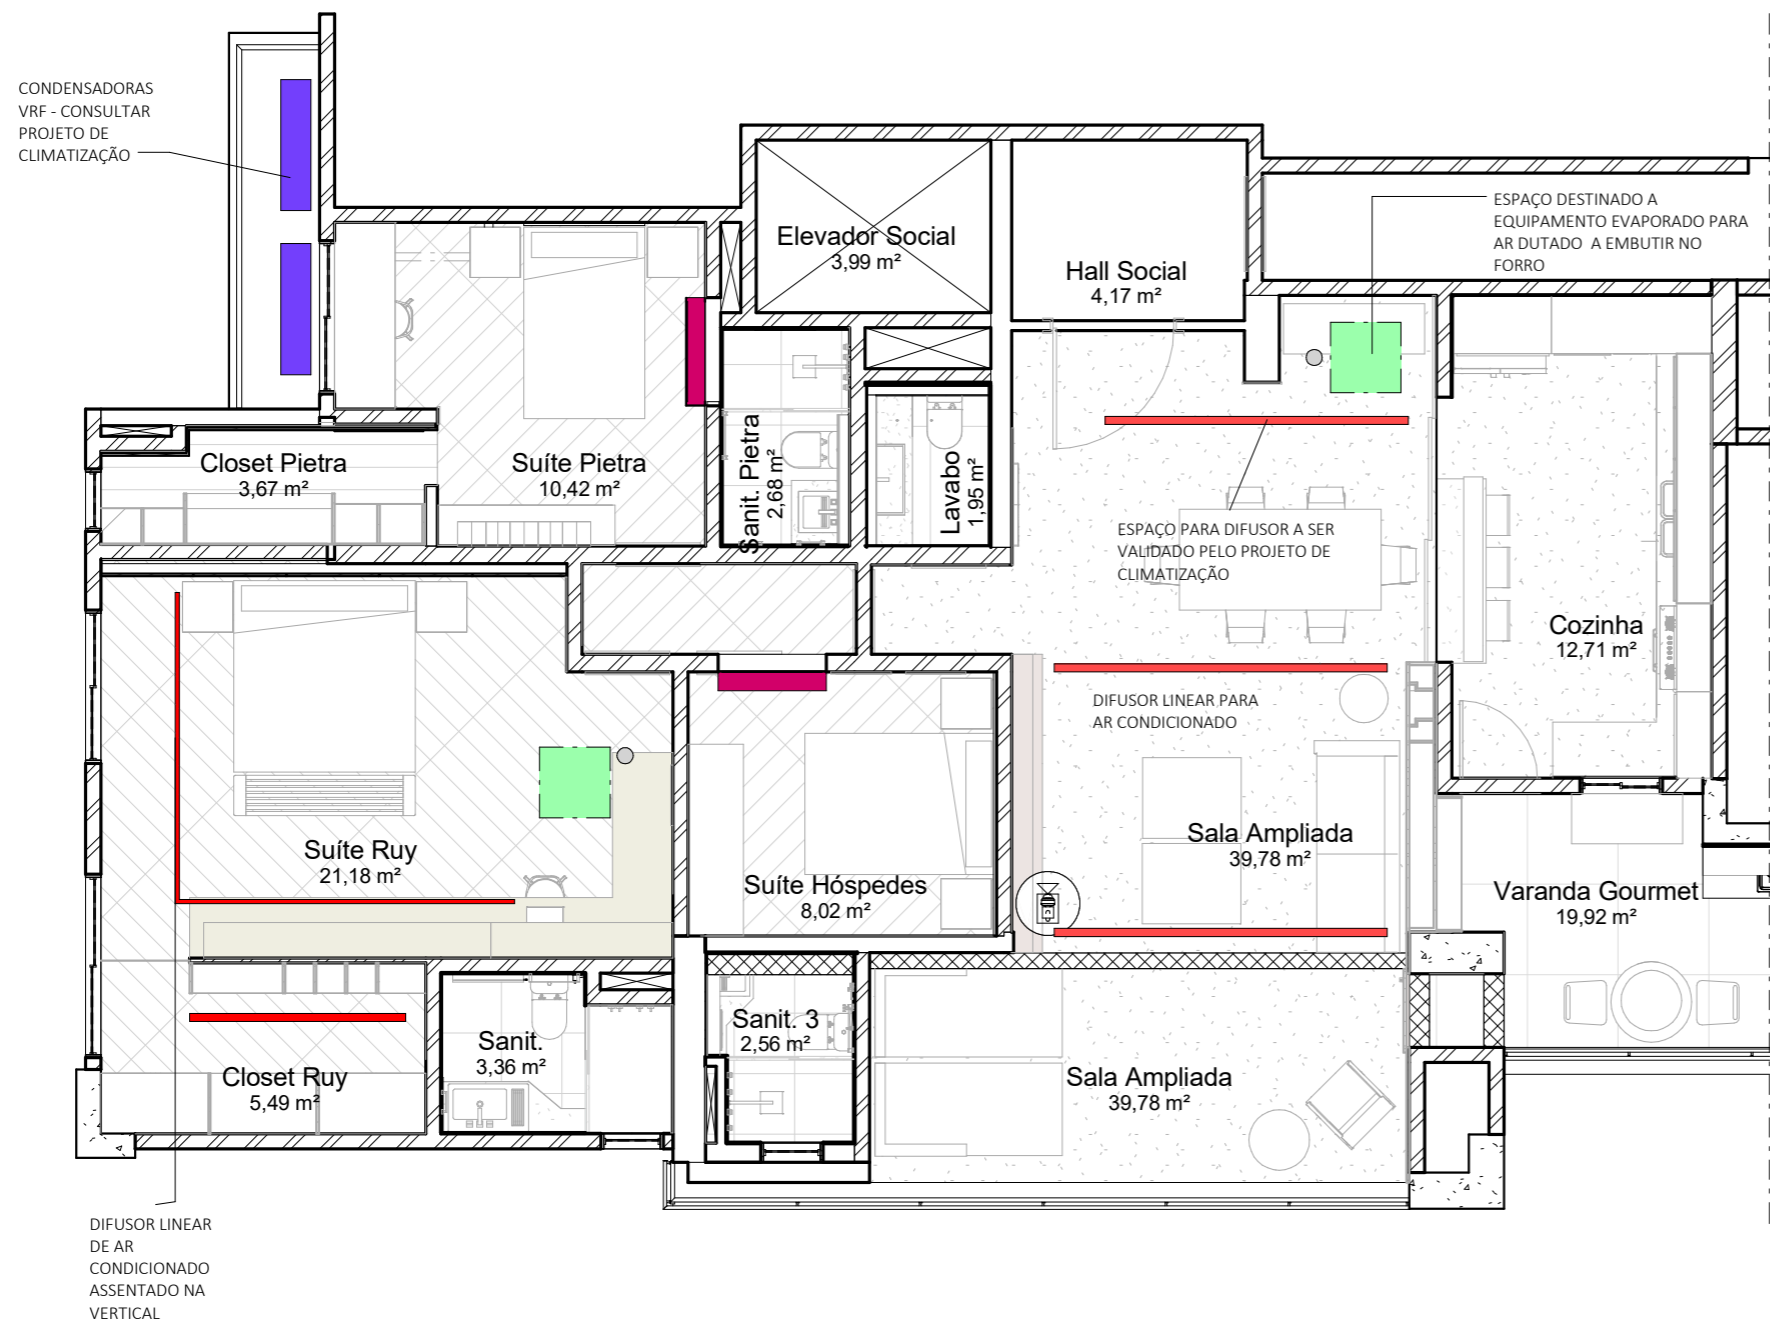 CONDENSADORAS
VRF - CONSULTAR
PROJETO DE
CLIMATIZAÇÃO
ESPAÇO DESTINADO A
EQUIPAMENTO EVAPORADO PARA
AR DUTADO A EMBUTIR NO
FORRO
Elevador Social
3,99 m²
Hall Social
4,17 m²
Closet Pietra
3,67 m²
Suíte Pietra
10,42 m²
Sanit. Pietra
2,68 m²
Lavabo
1,95 m²
ESPAÇO PARA DIFUSOR A SER
VALIDADO PELO PROJETO DE
CLIMATIZAÇÃO
Cozinha
12,71 m²
DIFUSOR LINEAR PARA
AR CONDICIONADO
Suíte Ruy
21,18 m²
Suíte Hóspedes
8,02 m²
Sala Ampliada
39,78 m²
Varanda Gourmet
19,92 m²
Sanit.
3,36 m²
Sanit. 3
2,56 m²
Closet Ruy
5,49 m²
Sala Ampliada
39,78 m²
DIFUSOR LINEAR
DE AR
CONDICIONADO
ASSENTADO NA
VERTICAL